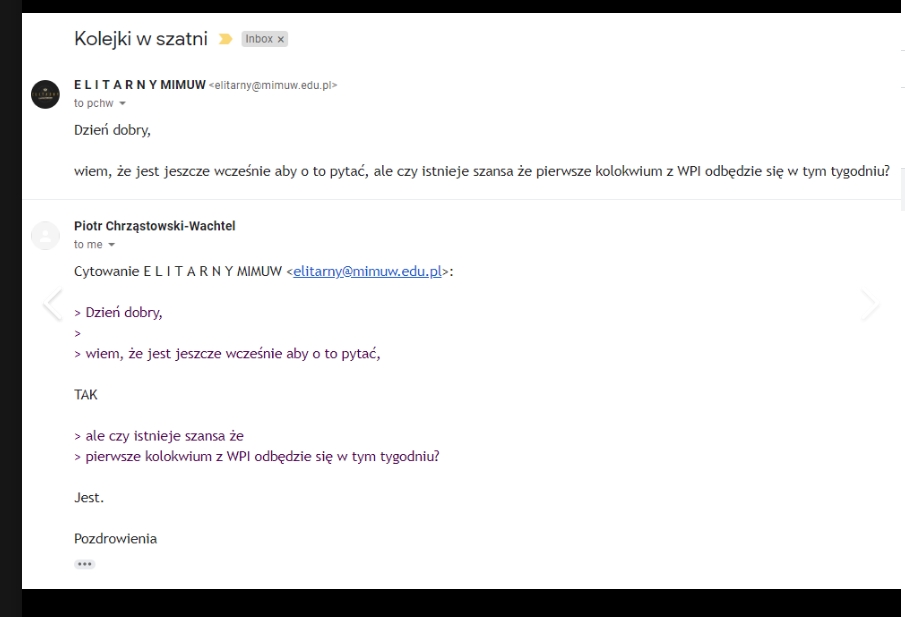 Kolejki w szatni
Inbox x
E L I T A R N Y MIMUW <elitarny@mimuw.edu.pl>
to pchw
Dzień dobry,
wiem, że jest jeszcze wcześnie aby o to pytać, ale czy istnieje szansa że pierwsze kolokwium z WPI odbędzie się w tym tygodniu?
Piotr Chrząstowski-Wachtel
to me
Cytowanie E L I T A R N Y MIMUW <elitarny@mimuw.edu.pl>:
> Dzień dobry,
>
> wiem, że jest jeszcze wcześnie aby o to pytać,
TAK
> ale czy istnieje szansa że
> pierwsze kolokwium z WPI odbędzie się w tym tygodniu?
Jest.
Pozdrowienia